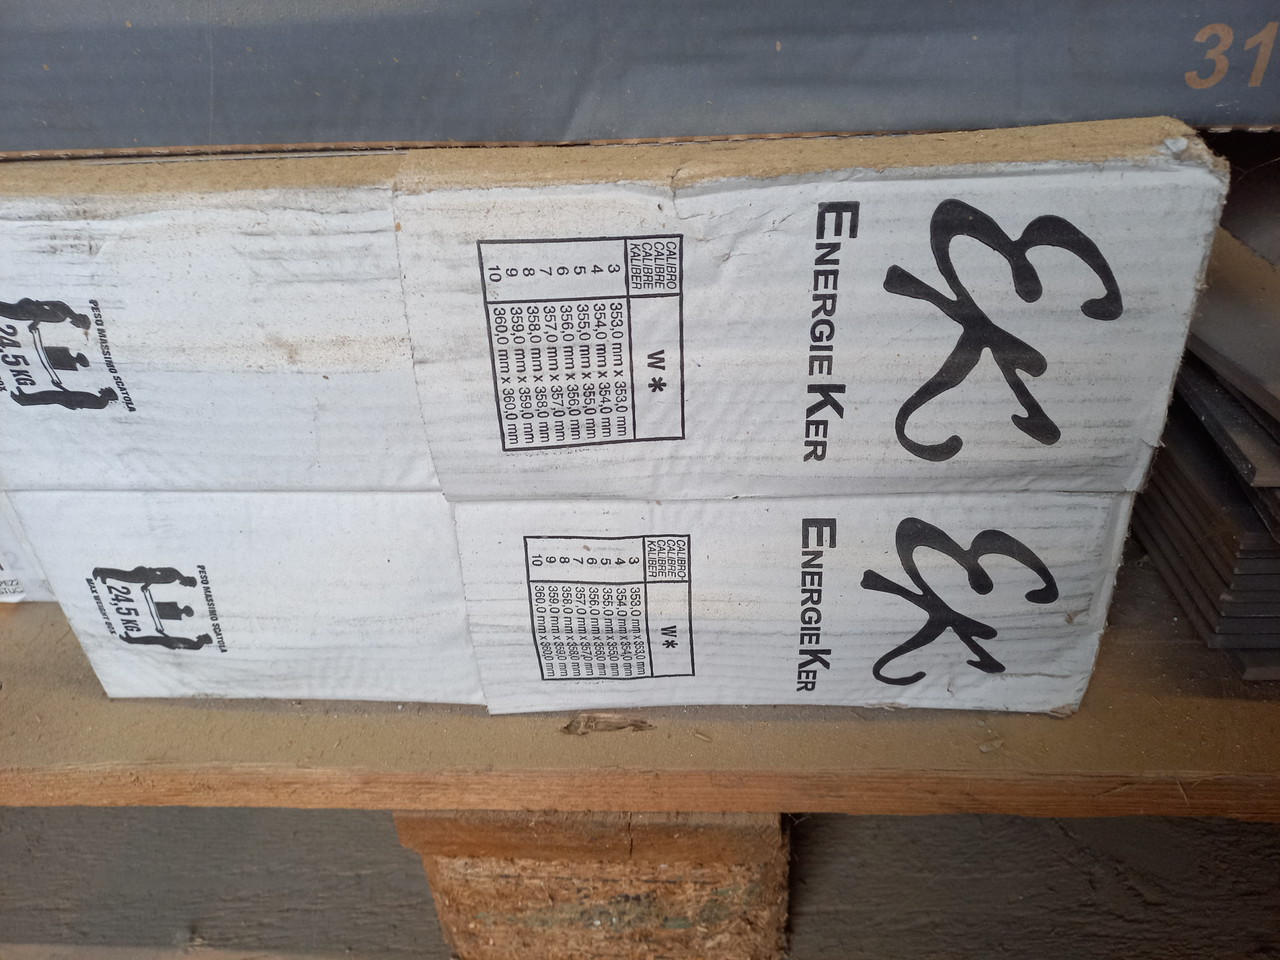 31
EK
ENERGIE KER
CALIBRO
CALIBRE
KALIBER
W*
3 353,0 mm x 353,0 mm
4 354,0 mm x 354,0 mm
5 355,0 mm x 355,0 mm
6 356,0 mm x 356,0 mm
7 357,0 mm x 357,0 mm
8 358,0 mm x 358,0 mm
9 359,0 mm x 359,0 mm
10 360,0 mm x 360,0 mm
PESO MASSIMO SCATOLA
24,5 KG.
EK
ENERGIE KER
CALIBRO
CALIBRE
KALIBER
W*
3 353,0 mm x 353,0 mm
4 354,0 mm x 354,0 mm
5 355,0 mm x 355,0 mm
6 356,0 mm x 356,0 mm
7 357,0 mm x 357,0 mm
8 358,0 mm x 358,0 mm
9 359,0 mm x 359,0 mm
10 360,0 mm x 360,0 mm
PESO MASSIMO SCATOLA
24,5 KG.
MAX WEIGHT BOX